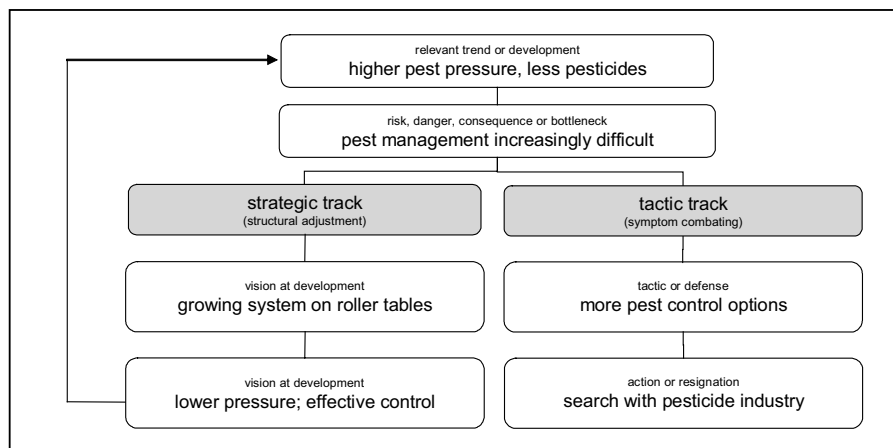 relevant trend or development
higher pest pressure, less pesticides
risk, danger, consequence or bottleneck
pest management increasingly difficult
strategic track
(structural adjustment)
tactic track
(symptom combating)
vision at development
growing system on roller tables
tactic or defense
more pest control options
vision at development
lower pressure; effective control
action or resignation
search with pesticide industry